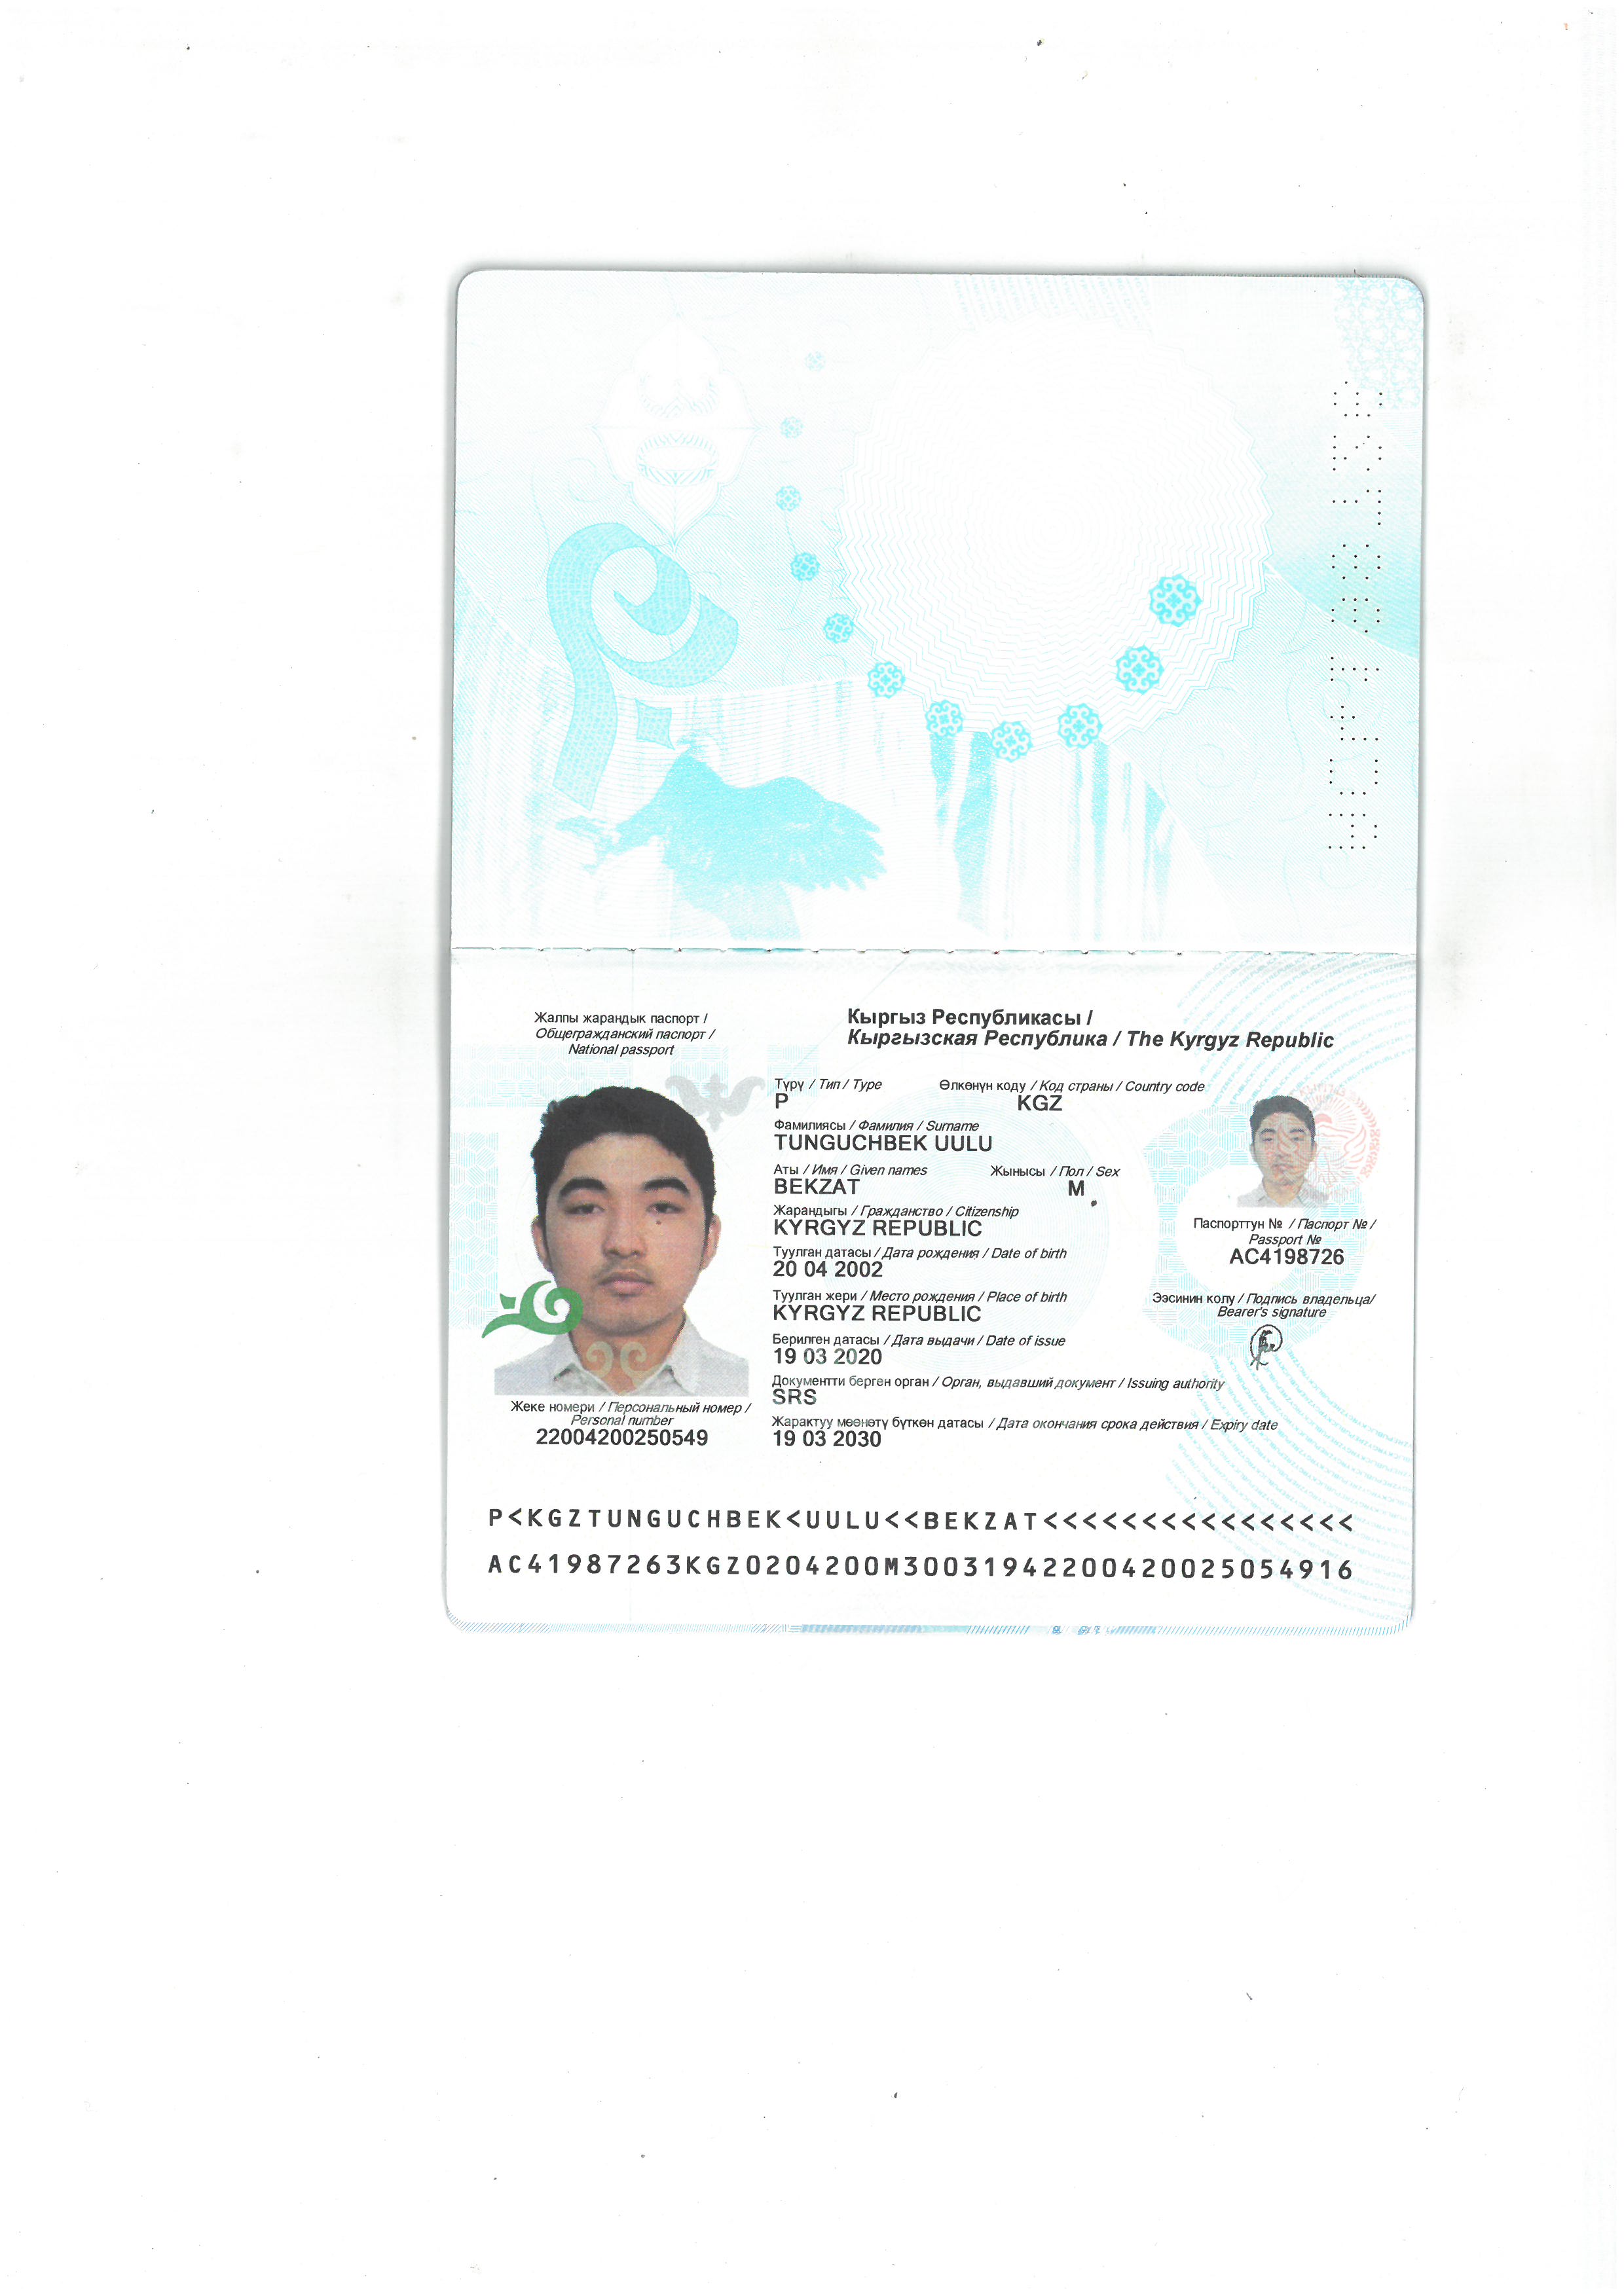 AC4198726
Жалпы жарандык паспорт /
Общегражданский паспорт /
National passport
Кыргыз Республикасы /
Кыргызская Республика / The Kyrgyz Republic
Түрү / Тип / Type
Өлкөнүн коду / Код страны / Country code
P
KGZ
Фамилиясы / Фамилия / Surname
TUNGUCHBEK UULU
Аты / Имя / Given names
Жынысы / Пол / Sex
BEKZAT
M
Жарандыгы / Гражданство / Citizenship
KYRGYZ REPUBLIC
Туулган датасы / Дата рождения / Date of birth
20 04 2002
Туулган жери / Место рождения / Place of birth
KYRGYZ REPUBLIC
Берилген датасы / Дата выдачи / Date of issue
19 03 2020
Документти берген орган / Орган, выдавший документ / Issuing authority
SRS
Жарактуу мөөнөтү бүткөн датасы / Дата окончания срока действия / Expiry date
19 03 2030
Паспорттун № / Паспорт № /
Passport №
AC4198726
Ээсинин колу / Подпись владельца/
Bearer's signature
Жеке номери / Персональный номер /
Personal number
22004200250549
P<KGZTUNGUCHBEK<UULU<<BEKZAT<<<<<<<<<<<<<<<<
AC41987263KGZ0204200M30031942200420025054916